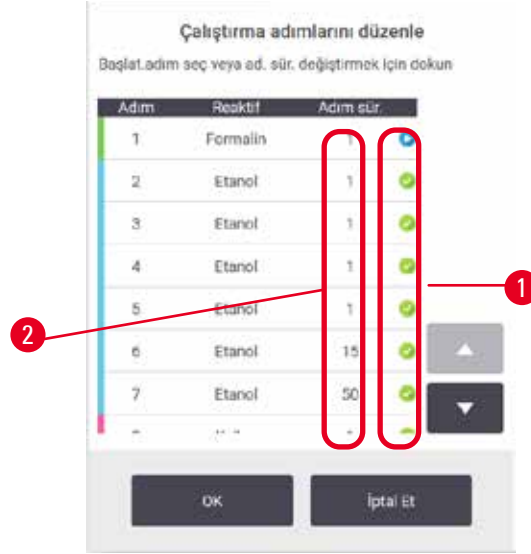 Çalıştırma adımlarını düzenle
Başlat.adım seç veya ad. sür. değiştirmek için dokun
Adım Reaktif Adım sür.
1 Formalin 1
2 Etanol 1
3 Etanol 1
4 Etanol 1
5 Etanol 1
6 Etanol 15
7 Etanol 50
1
2
OK İptal Et